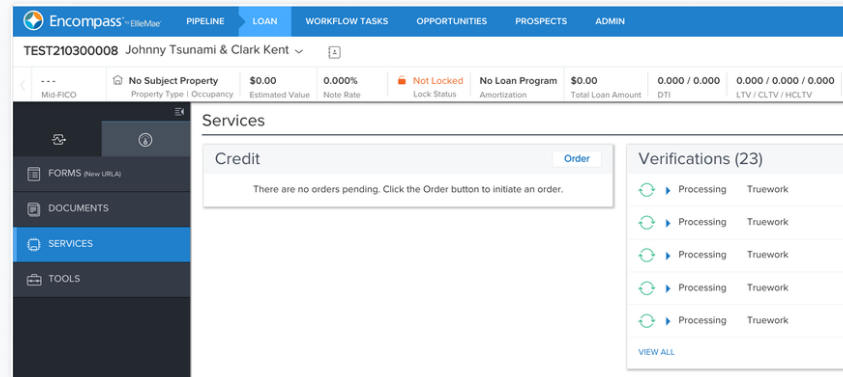 Encompass by EllieMae PIPELINE LOAN WORKFLOW TASKS OPPORTUNITIES PROSPECTS ADMIN
TEST210300008 Johnny Tsunami & Clark Kent
--- No Subject Property $0.00 0.000% Not Locked No Loan Program $0.00 0.000 / 0.000 0.000 / 0.000 / 0.000
Mid-FICO Property Type | Occupancy Estimated Value Note Rate Lock Status Amortization Total Loan Amount DTI LTV / CLTV / HCLTV
Services
Credit Order
There are no orders pending. Click the Order button to initiate an order.
FORMS (New URLA)
DOCUMENTS
SERVICES
TOOLS
Verifications (23)
Processing Truework
Processing Truework
Processing Truework
Processing Truework
Processing Truework
VIEW ALL